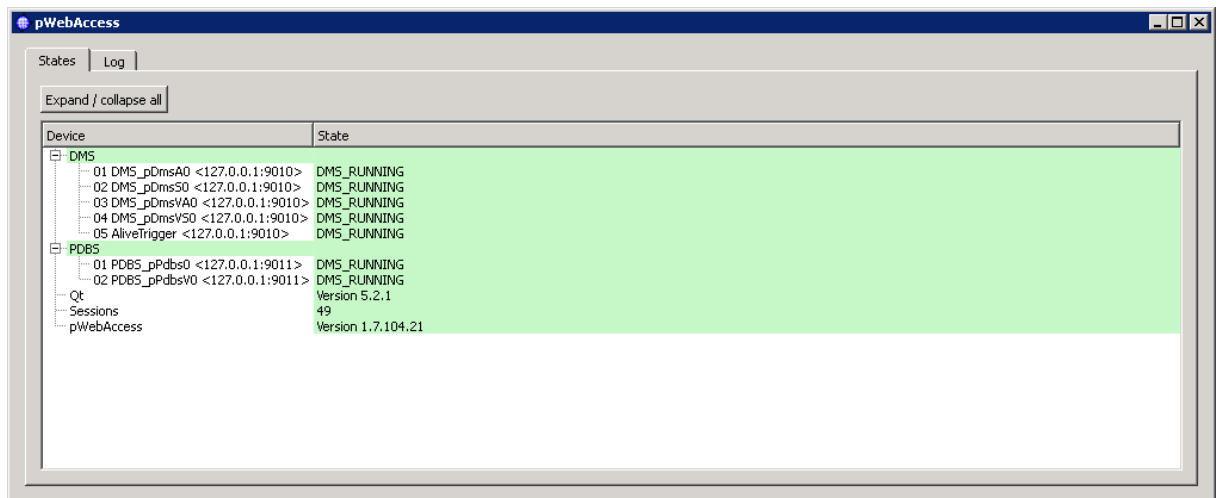 pWebAccess
States Log
Expand / collapse all
Device State
DMS
01 DMS_pDmsA0 <127.0.0.1:9010> DMS_RUNNING
02 DMS_pDmsS0 <127.0.0.1:9010> DMS_RUNNING
03 DMS_pDmsVA0 <127.0.0.1:9010> DMS_RUNNING
04 DMS_pDmsVS0 <127.0.0.1:9010> DMS_RUNNING
05 AliveTrigger <127.0.0.1:9010> DMS_RUNNING
PDBS
01 PDBS_pPdbs0 <127.0.0.1:9011> DMS_RUNNING
02 PDBS_pPdbsV0 <127.0.0.1:9011> DMS_RUNNING
Qt Version 5.2.1
Sessions 49
pWebAccess Version 1.7.104.21